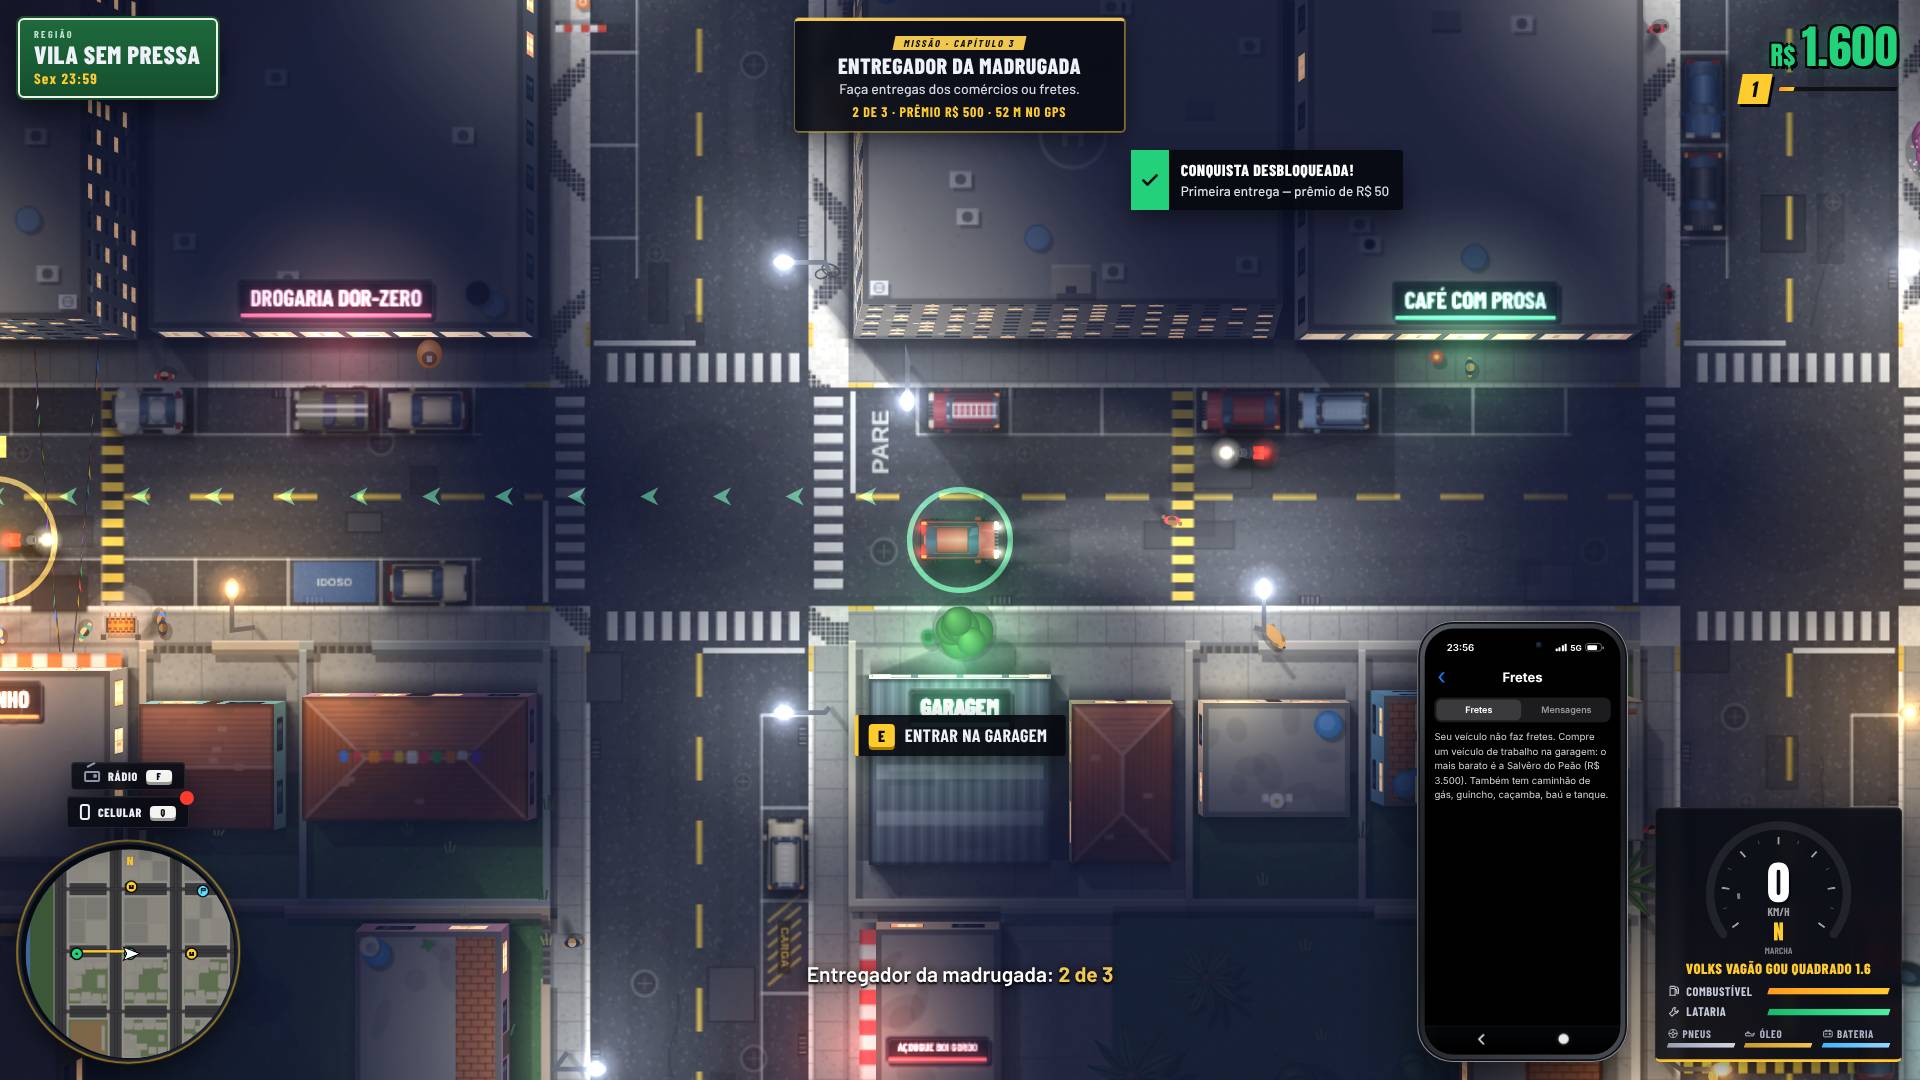 REGIÃO
VILA SEM PRESSA
Sex 23:59
MISSÃO · CAPÍTULO 3
ENTREGADOR DA MADRUGADA
Faça entregas dos comércios ou fretes.
2 DE 3 · PRÊMIO R$ 500 · 52 M NO GPS
R$ 1.600
1
CONQUISTA DESBLOQUEADA!
Primeira entrega — prêmio de R$ 50
DROGARIA DOR-ZERO
CAFÉ COM PROSA
PARE
IDOSO
NHO
GARAGEM
E ENTRAR NA GARAGEM
RÁDIO F
CELULAR Q
N
CARGA
Entregador da madrugada: 2 de 3
AÇOUGUE BOI GORDO
23:56
5G
Fretes
Fretes Mensagens
Seu veículo não faz fretes. Compre
um veículo de trabalho na garagem: o
mais barato é a Salvêro do Peão (R$
3.500). Também tem caminhão de
gás, guincho, caçamba, baú e tanque.
0
KM/H
N
MARCHA
VOLKS VAGÃO GOU QUADRADO 1.6
COMBUSTÍVEL
LATARIA
PNEUS ÓLEO BATERIA